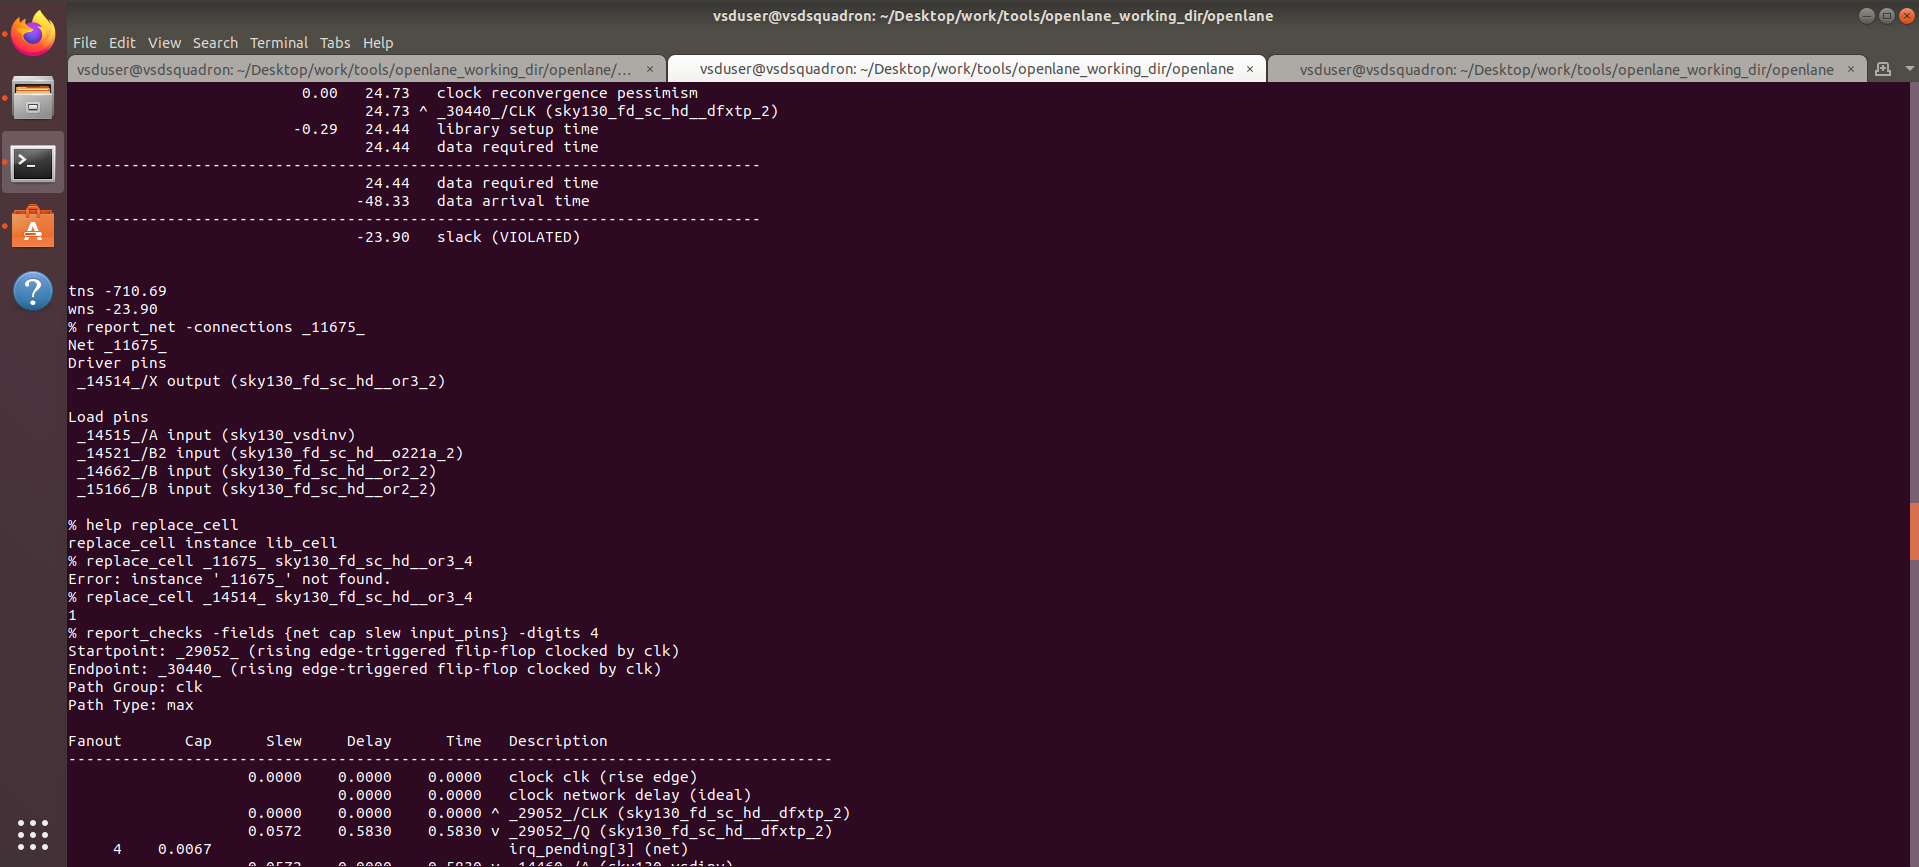 vsduser@vsdsquadron: ~/Desktop/work/tools/openlane_working_dir/openlane
File Edit View Search Terminal Tabs Help
vsduser@vsdsquadron: ~/Desktop/work/tools/openlane_working_dir/openlane/... × vsduser@vsdsquadron: ~/Desktop/work/tools/openlane_working_dir/openlane × vsduser@vsdsquadron: ~/Desktop/work/tools/openlane_working_dir/openlane ×
0.00 24.73 clock reconvergence pessimism
24.73 ^ _30440_/CLK (sky130_fd_sc_hd__dfxtp_2)
-0.29 24.44 library setup time
24.44 data required time
-----------------------------------------------------------------------------
24.44 data required time
-48.33 data arrival time
-----------------------------------------------------------------------------
-23.90 slack (VIOLATED)
tns -710.69
wns -23.90
% report_net -connections _11675_
Net _11675_
Driver pins
_14514_/X output (sky130_fd_sc_hd__or3_2)
Load pins
_14515_/A input (sky130_vsdinv)
_14521_/B2 input (sky130_fd_sc_hd__o221a_2)
_14662_/B input (sky130_fd_sc_hd__or2_2)
_15166_/B input (sky130_fd_sc_hd__or2_2)
% help replace_cell
replace_cell instance lib_cell
% replace_cell _11675_ sky130_fd_sc_hd__or3_4
Error: instance '_11675_' not found.
% replace_cell _14514_ sky130_fd_sc_hd__or3_4
1
% report_checks -fields {net cap slew input_pins} -digits 4
Startpoint: _29052_ (rising edge-triggered flip-flop clocked by clk)
Endpoint: _30440_ (rising edge-triggered flip-flop clocked by clk)
Path Group: clk
Path Type: max
Fanout Cap Slew Delay Time Description
-------------------------------------------------------------------------------------
0.0000 0.0000 0.0000 clock clk (rise edge)
0.0000 0.0000 clock network delay (ideal)
0.0000 0.0000 0.0000 ^ _29052_/CLK (sky130_fd_sc_hd__dfxtp_2)
0.0572 0.5830 0.5830 v _29052_/Q (sky130_fd_sc_hd__dfxtp_2)
4 0.0067 irq_pending[3] (net)
0.0572 0.0000 0.5830 v _14460_/A (sky130_vsdinv)